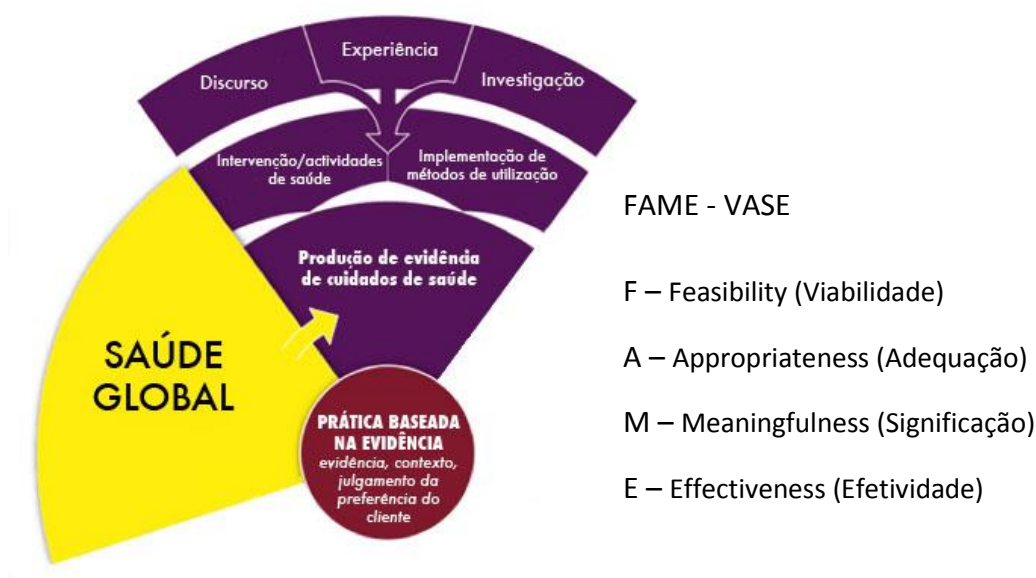 Experiência
Discurso
Investigação
Intervenção/actividades
de saúde
Implementação de
métodos de utilização
Produção de evidência
de cuidados de saúde
SAÚDE
GLOBAL
PRÁTICA BASEADA
NA EVIDÊNCIA
evidência, contexto,
julgamento da
preferência do
cliente
FAME - VASE
F – Feasibility (Viabilidade)
A – Appropriateness (Adequação)
M – Meaningfulness (Significação)
E – Effectiveness (Efetividade)